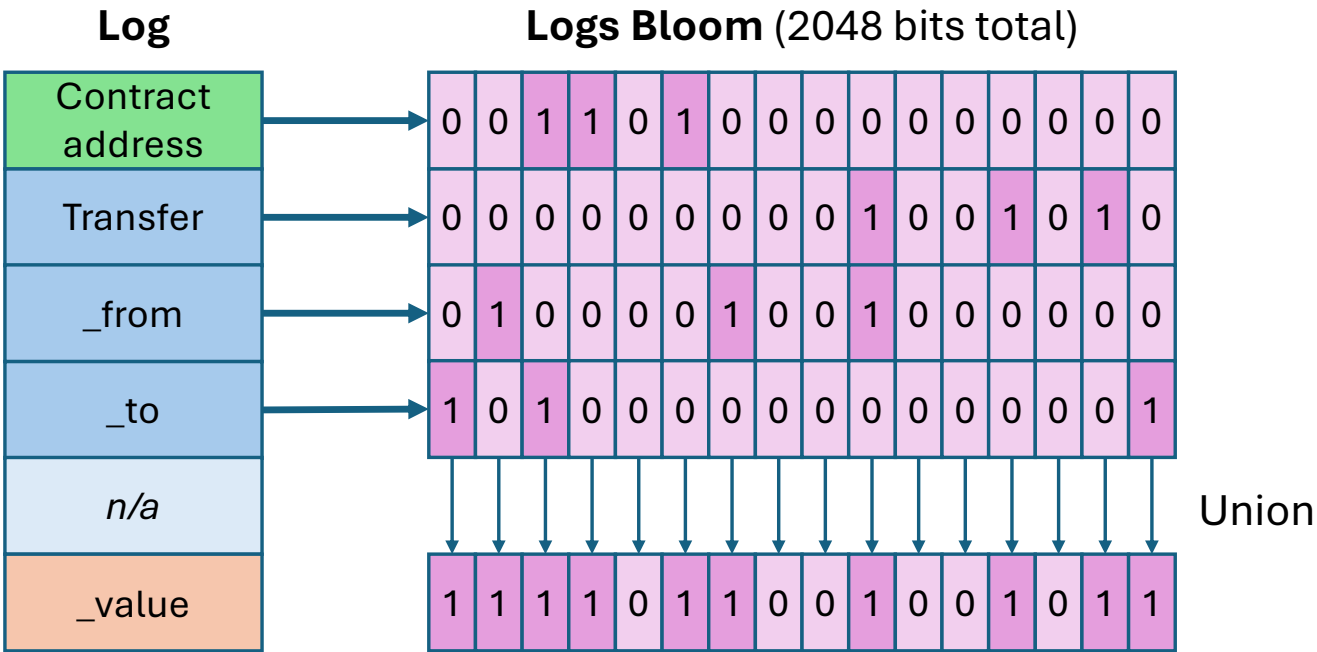 Log
Logs Bloom (2048 bits total)
Contract
address
0 0 1 1 0 1 0 0 0 0 0 0 0 0 0 0
Transfer
0 0 0 0 0 0 0 0 0 1 0 0 1 0 1 0
_from
0 1 0 0 0 0 1 0 0 1 0 0 0 0 0 0
_to
1 0 1 0 0 0 0 0 0 0 0 0 0 0 0 1
n/a
Union
_value
1 1 1 1 0 1 1 0 0 1 0 0 1 0 1 1